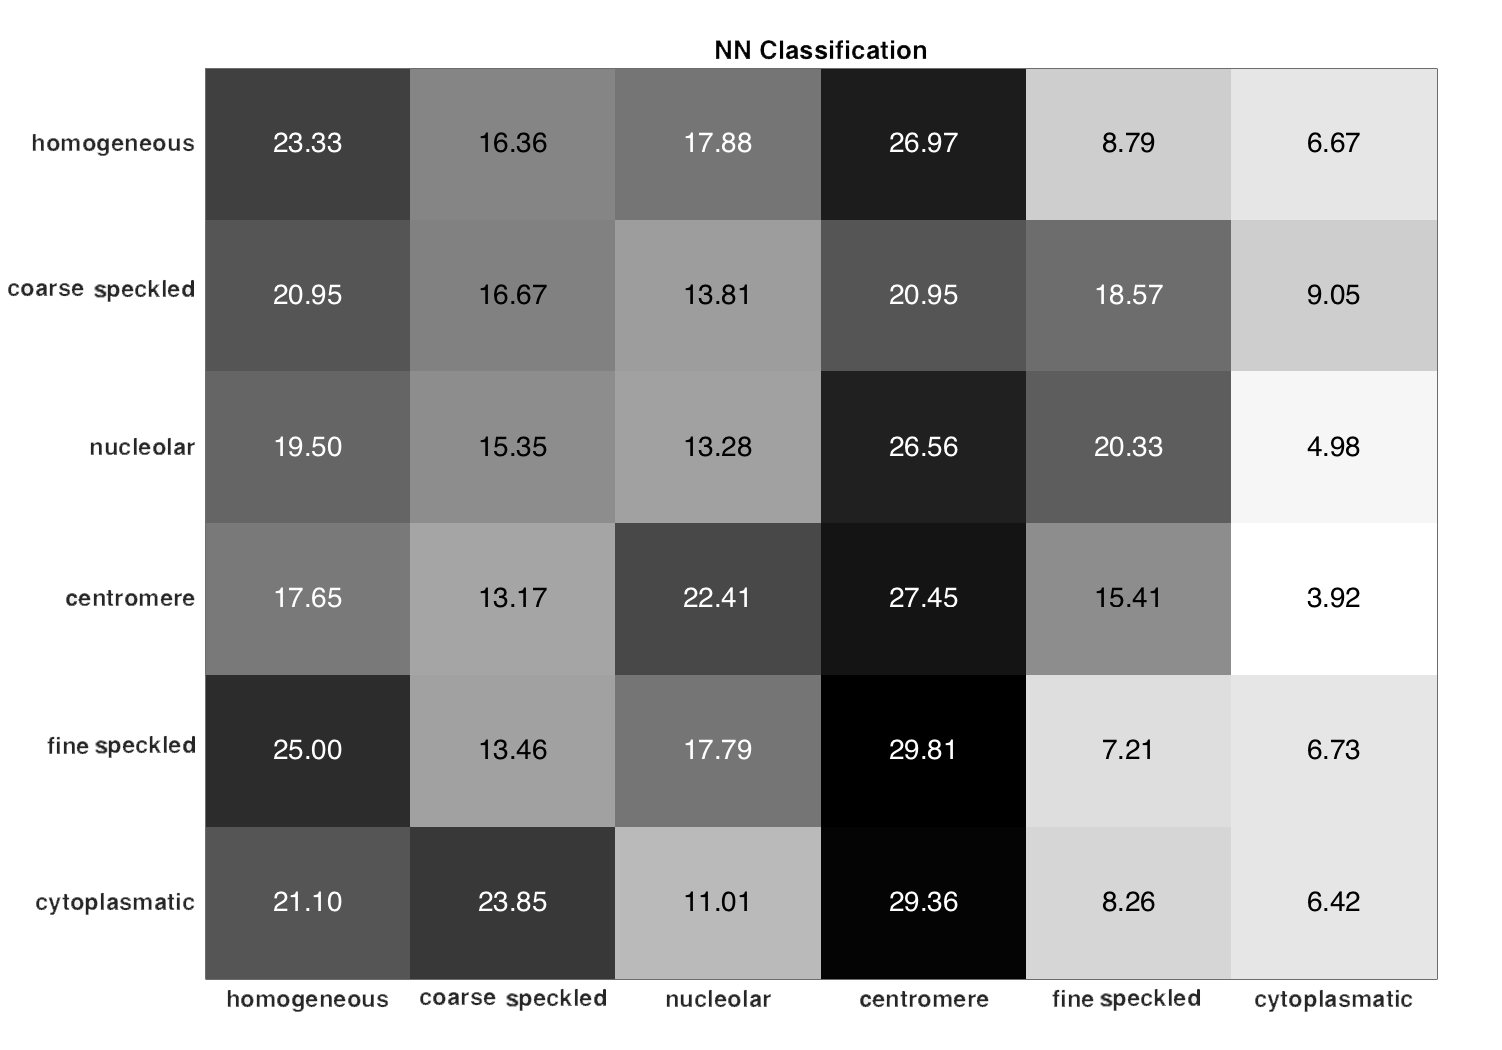 NN Classification
homogeneous 23.33 16.36 17.88 26.97 8.79 6.67
coarse speckled 20.95 16.67 13.81 20.95 18.57 9.05
nucleolar 19.50 15.35 13.28 26.56 20.33 4.98
centromere 17.65 13.17 22.41 27.45 15.41 3.92
fine speckled 25.00 13.46 17.79 29.81 7.21 6.73
cytoplasmatic 21.10 23.85 11.01 29.36 8.26 6.42
homogeneous coarse speckled nucleolar centromere fine speckled cytoplasmatic